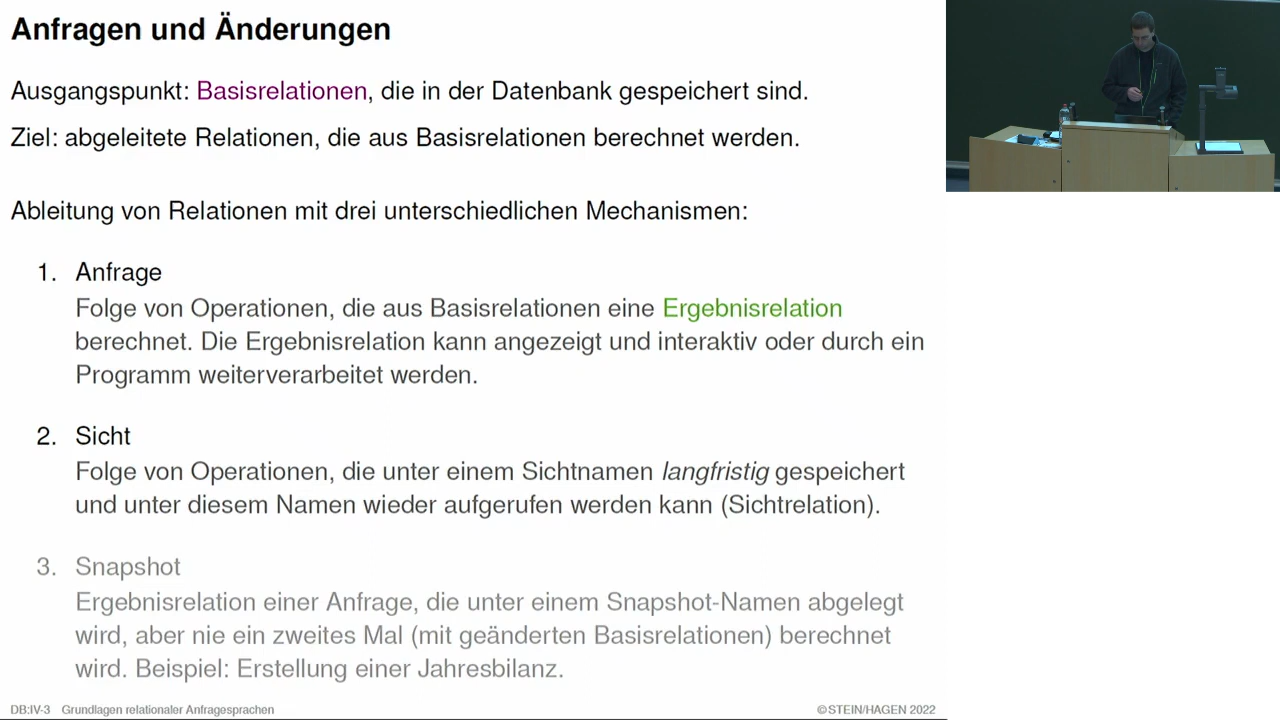 Anfragen und Änderungen
Ausgangspunkt: Basisrelationen, die in der Datenbank gespeichert sind.
Ziel: abgeleitete Relationen, die aus Basisrelationen berechnet werden.
Ableitung von Relationen mit drei unterschiedlichen Mechanismen:
1. Anfrage
Folge von Operationen, die aus Basisrelationen eine Ergebnisrelation
berechnet. Die Ergebnisrelation kann angezeigt und interaktiv oder durch ein
Programm weiterverarbeitet werden.
2. Sicht
Folge von Operationen, die unter einem Sichtnamen langfristig gespeichert
und unter diesem Namen wieder aufgerufen werden kann (Sichtrelation).
3. Snapshot
Ergebnisrelation einer Anfrage, die unter einem Snapshot-Namen abgelegt
wird, aber nie ein zweites Mal (mit geänderten Basisrelationen) berechnet
wird. Beispiel: Erstellung einer Jahresbilanz.
DB:IV-3 Grundlagen relationaler Anfragesprachen
©STEIN/HAGEN 2022